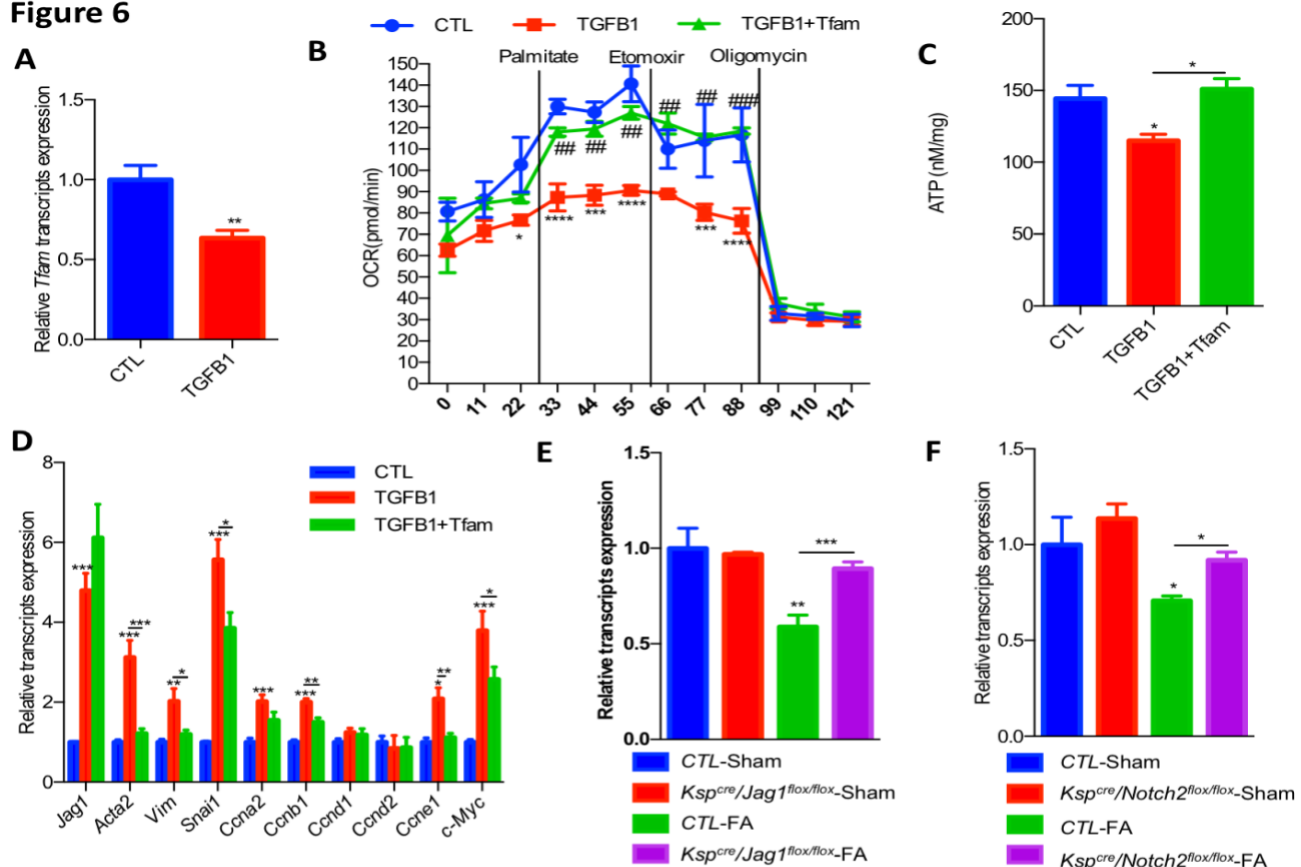 Figure 6
CTL TGFB1 TGFB1+Tfam
A
Relative Tfam transcripts expression
1.5
1.0
0.5
0.0
**
CTL
TGFB1
B
Palmitate Etomoxir Oligomycin
OCR(pmol/min)
150
140
130
120
110
100
90
80
70
60
50
40
30
20
10
0
## ## ###
## ## ##
* **** *** **** *** ****
0 11 22 33 44 55 66 77 88 99 110 121
C
ATP (nM/mg)
200
150
100
50
0
*
*
CTL
TGFB1
TGFB1+Tfam
D
CTL
TGFB1
TGFB1+Tfam
Relative transcripts expression
8
6
4
2
0
***
*** ***
** *
*** *
***
*** **
* **
*** *
Jag1 Acta2 Vim Snai1 Ccna2 Ccnb1 Ccnd1 Ccnd2 Ccne1 c-Myc
E
Relative transcripts expression
1.5
1.0
0.5
0.0
***
**
CTL-Sham
Kspcre/Jag1flox/flox-Sham
CTL-FA
Kspcre/Jag1flox/flox-FA
F
Relative transcripts expression
1.5
1.0
0.5
0.0
*
*
CTL-Sham
Kspcre/Notch2flox/flox-Sham
CTL-FA
Kspcre/Notch2flox/flox-FA